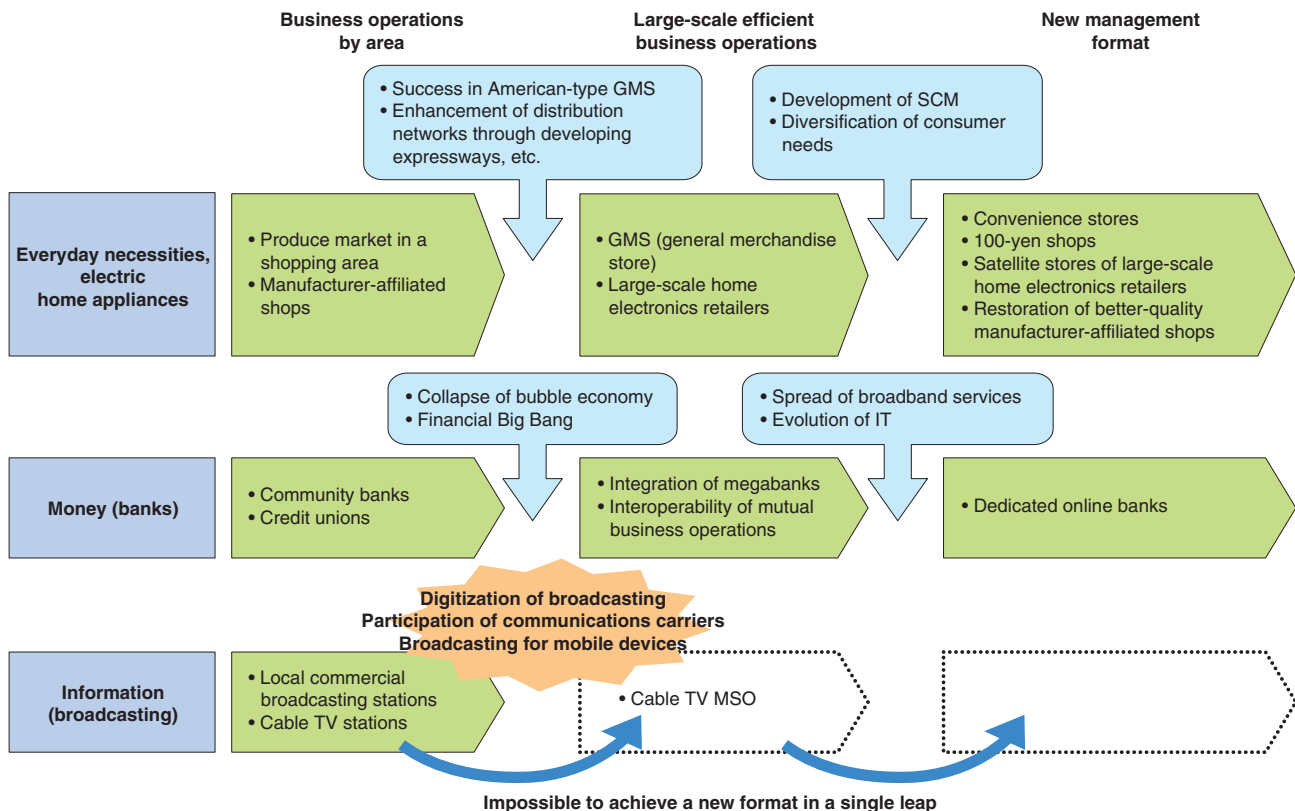 Business operations
by area
Large-scale efficient
business operations
New management
format
• Success in American-type GMS
• Enhancement of distribution
networks through developing
expressways, etc.
• Development of SCM
• Diversification of consumer
needs
Everyday necessities,
electric
home appliances
• Produce market in a
shopping area
• Manufacturer-affiliated
shops
• GMS (general merchandise
store)
• Large-scale home
electronics retailers
• Convenience stores
• 100-yen shops
• Satellite stores of large-scale
home electronics retailers
• Restoration of better-quality
manufacturer-affiliated shops
• Collapse of bubble economy
• Financial Big Bang
• Spread of broadband services
• Evolution of IT
Money (banks)
• Community banks
• Credit unions
• Integration of megabanks
• Interoperability of mutual
business operations
• Dedicated online banks
Digitization of broadcasting
Participation of communications carriers
Broadcasting for mobile devices
Information
(broadcasting)
• Local commercial
broadcasting stations
• Cable TV stations
• Cable TV MSO
Impossible to achieve a new format in a single leap